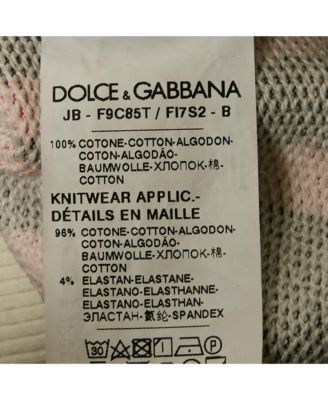 DOLCE & GABBANA
JB - F9C85T / FI7S2 - B
100% COTONE-COTTON-ALGODON-
COTTON-ALGODÃO-
BAUMWOLLE-ХЛОПОК-棉-
COTTON
KNITWEAR APPLIC.-
DÉTAILS EN MAILLE
96% COTONE-COTTON-ALGODON-
COTON-ALGODÃO-
BAUMWOLLE-ХЛОПОК-棉-
COTTON
4% ELASTAN-ELASTANE-
ELASTANO-ELASTHANNE-
ELASTANO-ELASTHAN-
ЭЛАСТАН-氨纶-SPANDEX
30
P